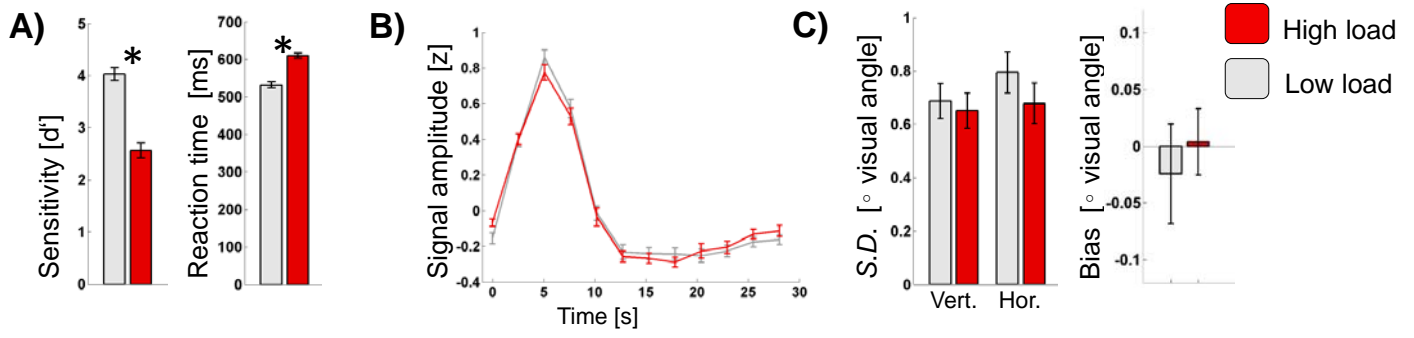 A)
Sensitivity [d‘]
5
4
3
2
1
0
*
Reaction time [ms]
700
600
500
400
300
200
100
0
*
B)
Signal amplitude [z]
1
0.8
0.6
0.4
0.2
0
-0.2
-0.4
0 5 10 15 20 25 30
Time [s]
C)
S.D. [° visual angle]
1
0.8
0.6
0.4
0.2
0
Vert. Hor.
Bias [° visual angle]
0.1
0.05
0
-0.05
-0.1
High load
Low load